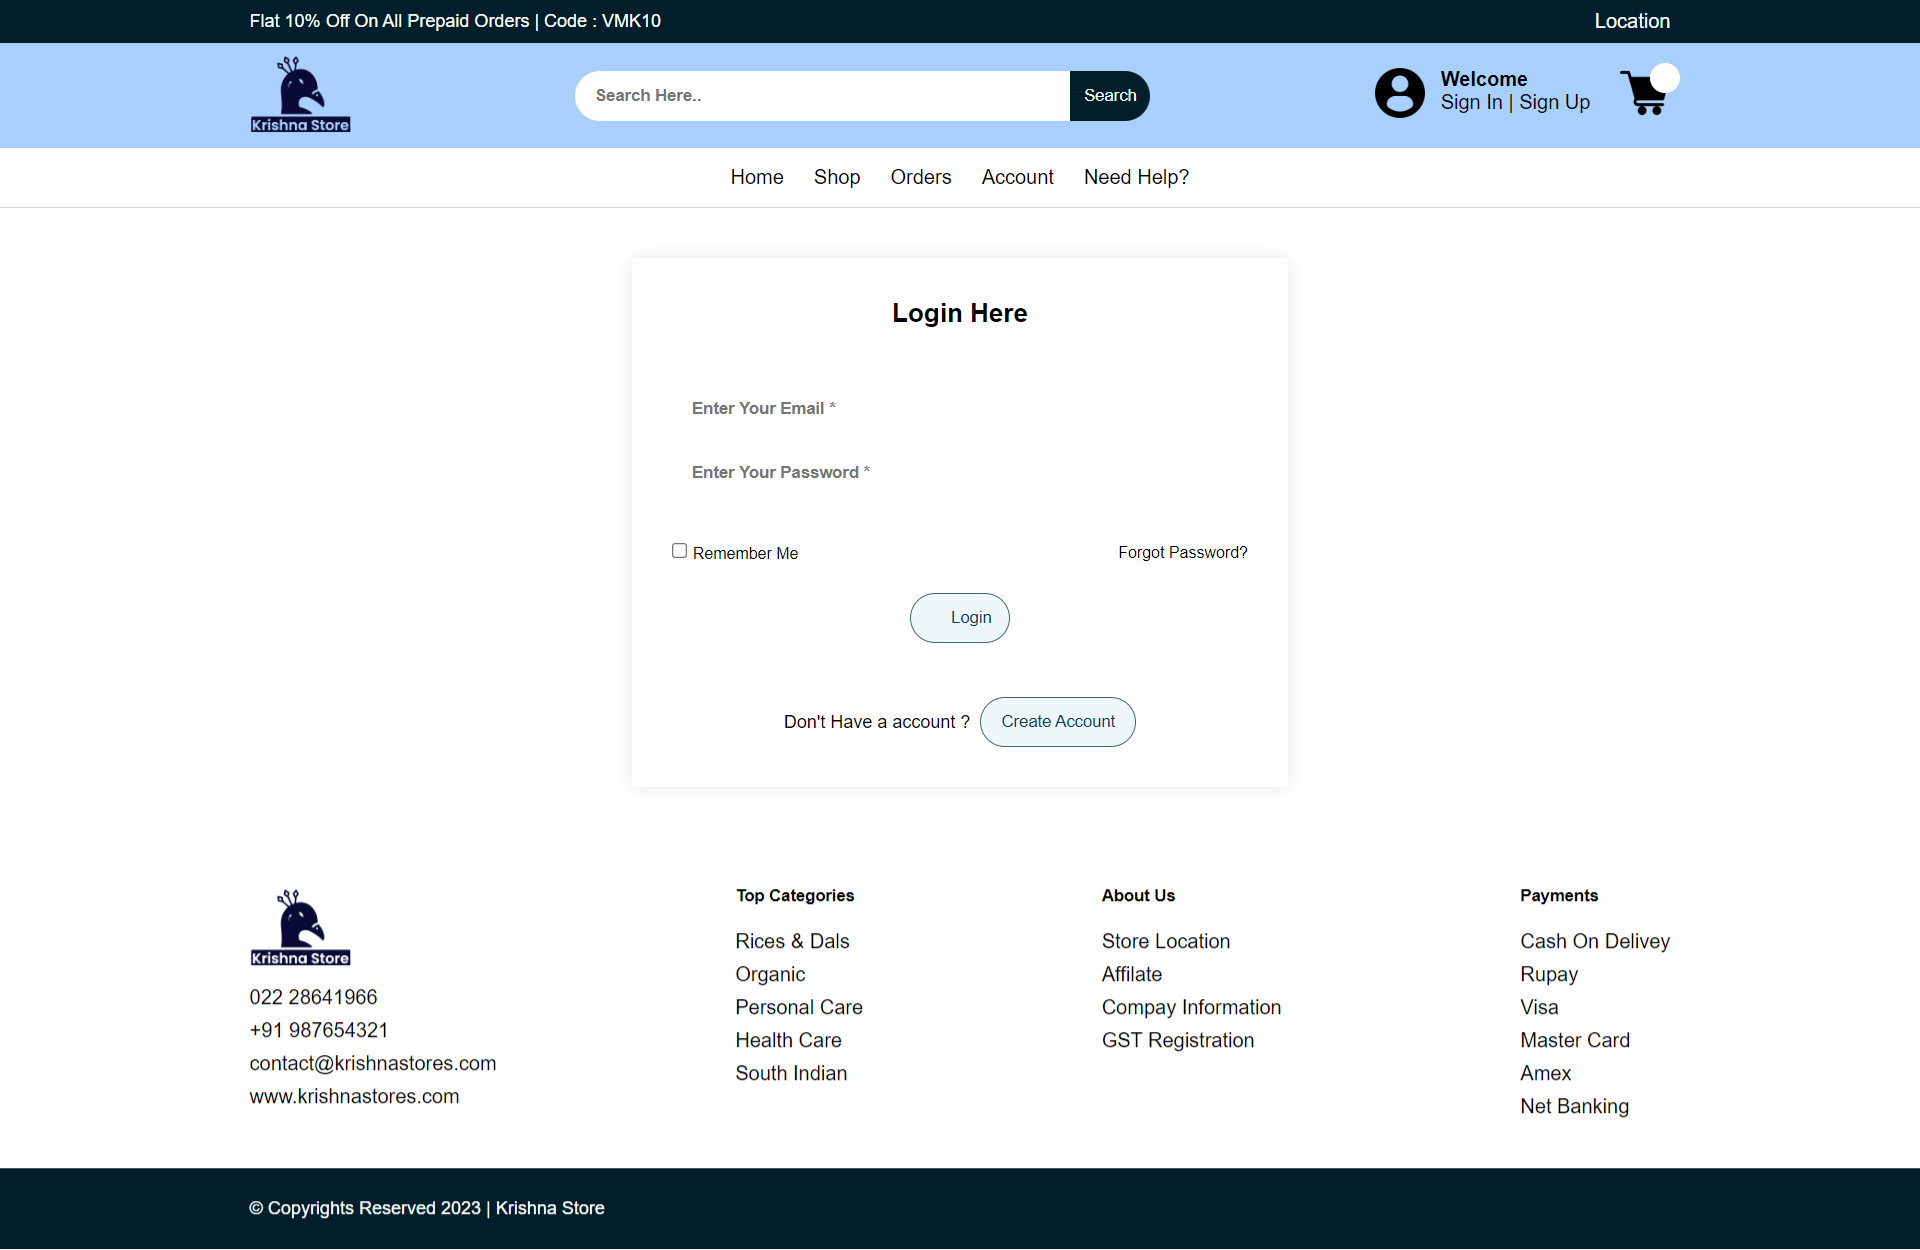 Flat 10% Off On All Prepaid Orders | Code : VMK10
Location
Krishna Store
Search Here..
Search
Welcome
Sign In | Sign Up
Home
Shop
Orders
Account
Need Help?
Login Here
Enter Your Email *
Enter Your Password *
Remember Me
Forgot Password?
Login
Don't Have a account ?
Create Account
Krishna Store
022 28641966
+91 987654321
contact@krishnastores.com
www.krishnastores.com
Top Categories
Rices & Dals
Organic
Personal Care
Health Care
South Indian
About Us
Store Location
Affilate
Compay Information
GST Registration
Payments
Cash On Delivey
Rupay
Visa
Master Card
Amex
Net Banking
© Copyrights Reserved 2023 | Krishna Store